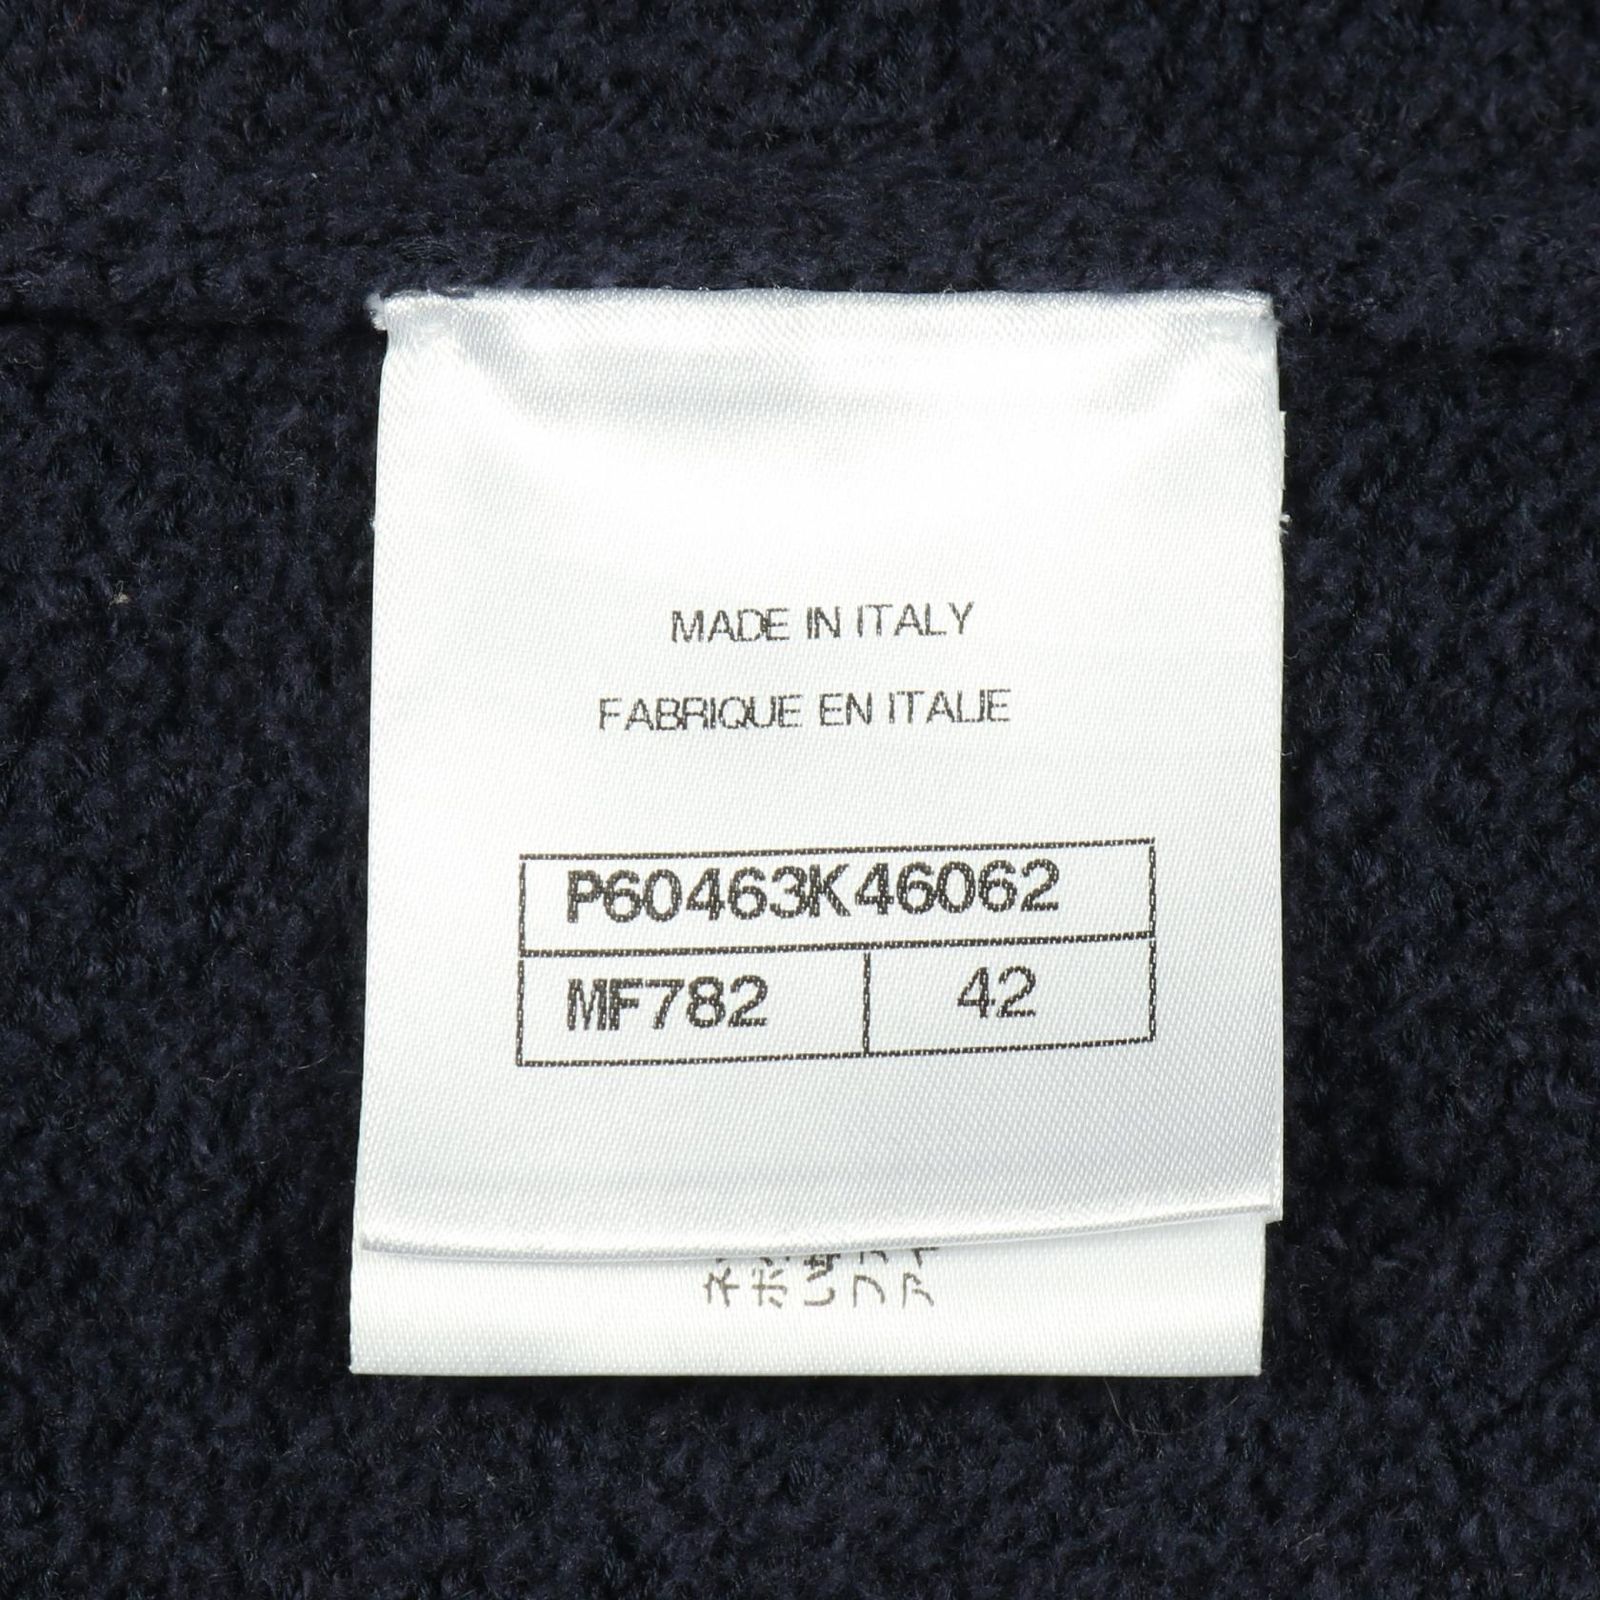 MADE IN ITALY
FABRIQUE EN ITALIE
P60463K46062
MF782 42